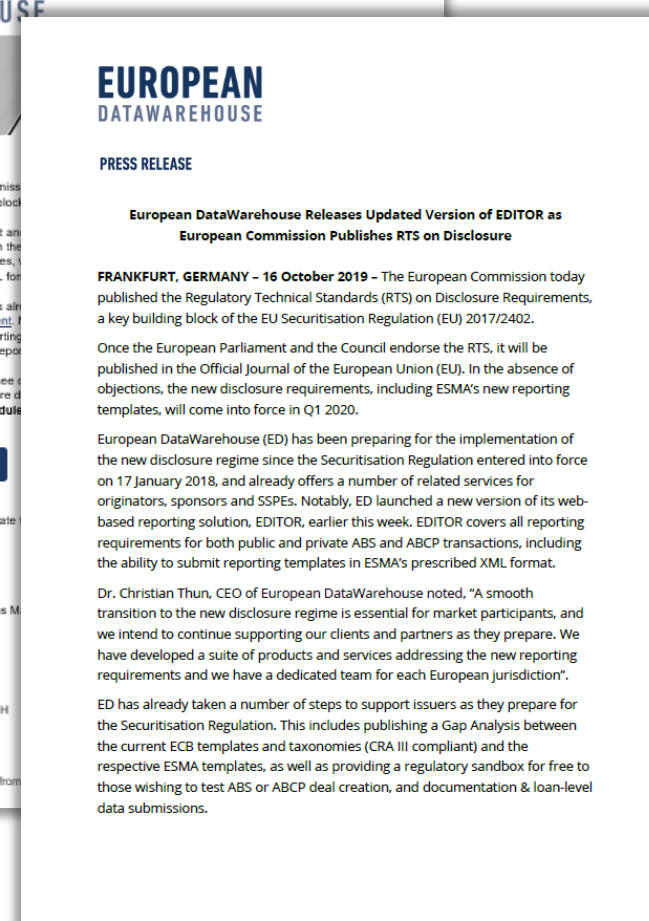 EUROPEAN
DATAWAREHOUSE
PRESS RELEASE
European DataWarehouse Releases Updated Version of EDITOR as
European Commission Publishes RTS on Disclosure
FRANKFURT, GERMANY – 16 October 2019 – The European Commission today
published the Regulatory Technical Standards (RTS) on Disclosure Requirements,
a key building block of the EU Securitisation Regulation (EU) 2017/2402.
Once the European Parliament and the Council endorse the RTS, it will be
published in the Official Journal of the European Union (EU). In the absence of
objections, the new disclosure requirements, including ESMA’s new reporting
templates, will come into force in Q1 2020.
European DataWarehouse (ED) has been preparing for the implementation of
the new disclosure regime since the Securitisation Regulation entered into force
on 17 January 2018, and already offers a number of related services for
originators, sponsors and SSPEs. Notably, ED launched a new version of its web-
based reporting solution, EDITOR, earlier this week. EDITOR covers all reporting
requirements for both public and private ABS and ABCP transactions, including
the ability to submit reporting templates in ESMA’s prescribed XML format.
Dr. Christian Thun, CEO of European DataWarehouse noted, “A smooth
transition to the new disclosure regime is essential for market participants, and
we intend to continue supporting our clients and partners as they prepare. We
have developed a suite of products and services addressing the new reporting
requirements and we have a dedicated team for each European jurisdiction”.
ED has already taken a number of steps to support issuers as they prepare for
the Securitisation Regulation. This includes publishing a Gap Analysis between
the current ECB templates and taxonomies (CRA III compliant) and the
respective ESMA templates, as well as providing a regulatory sandbox for free to
those wishing to test ABS or ABCP deal creation, and documentation & loan-level
data submissions.